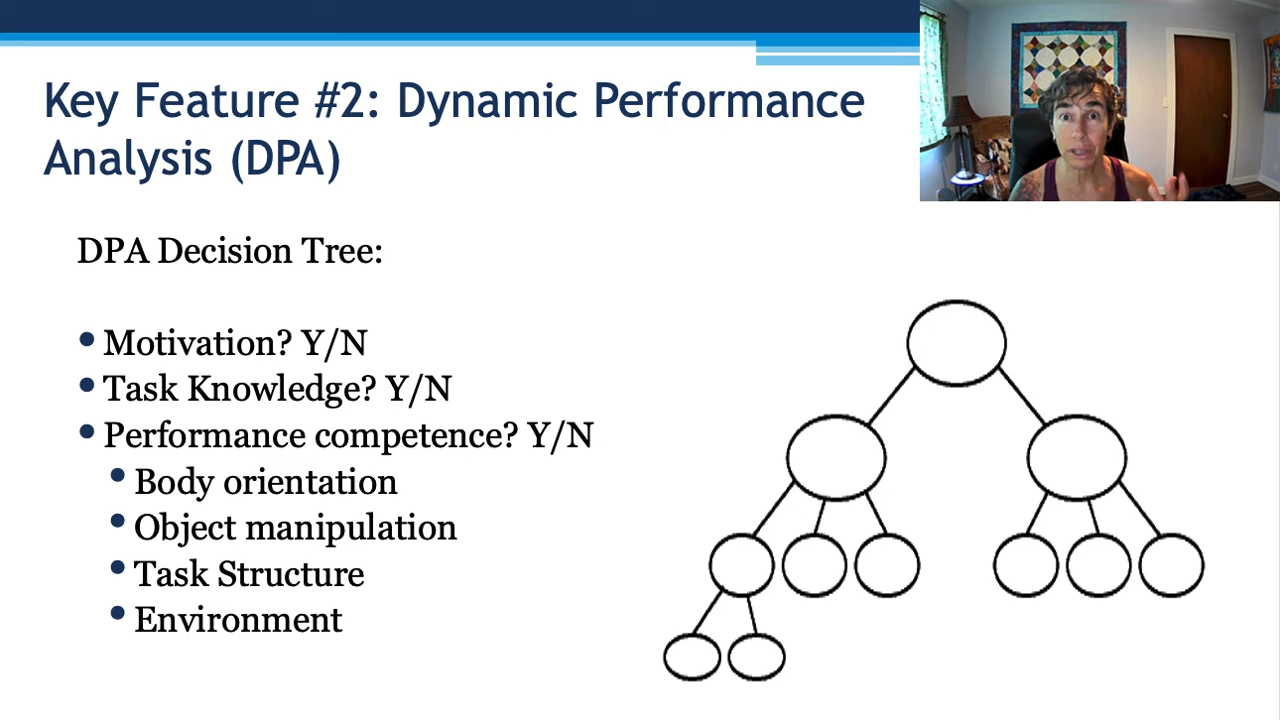 Key Feature #2: Dynamic Performance
Analysis (DPA)
DPA Decision Tree:
• Motivation? Y/N
• Task Knowledge? Y/N
• Performance competence? Y/N
• Body orientation
• Object manipulation
• Task Structure
• Environment